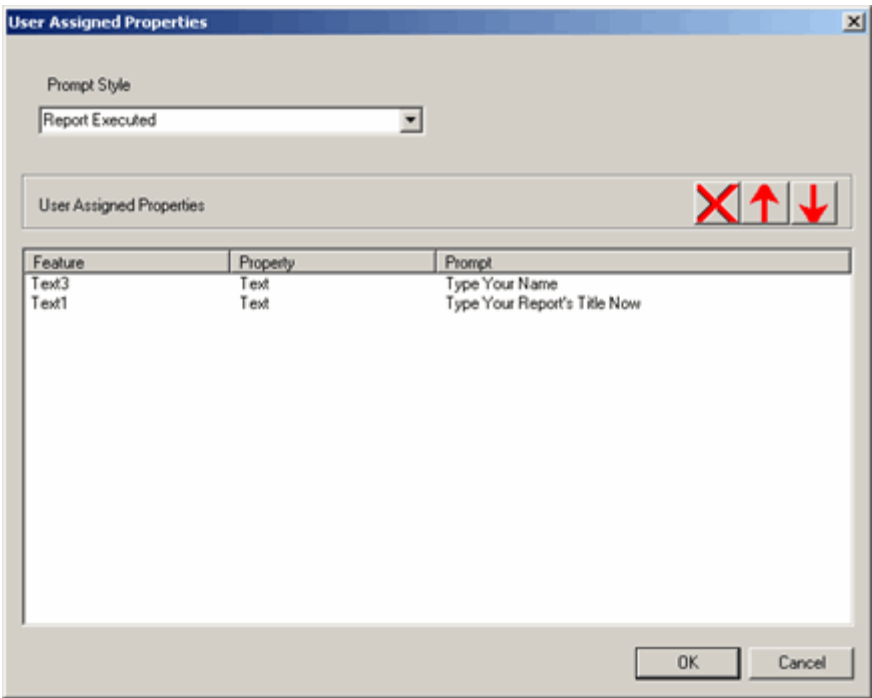 User Assigned Properties
Prompt Style
Report Executed
User Assigned Properties
Feature Property Prompt
Text3 Text Type Your Name
Text1 Text Type Your Report's Title Now
OK Cancel